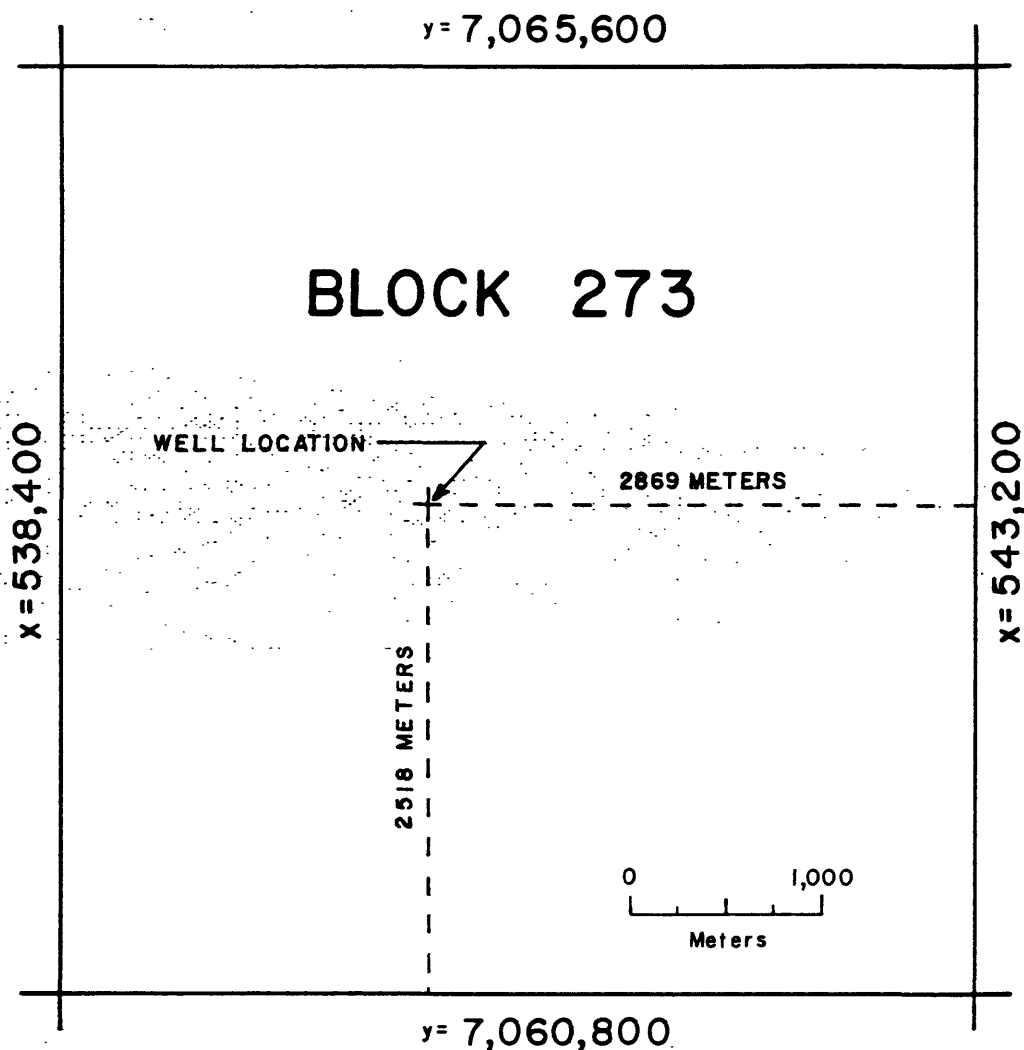 y= 7,065,600
BLOCK 273
WELL LOCATION
2869 METERS
x=538,400
x=543,200
2518 METERS
0 1,000
Meters
y= 7,060,800